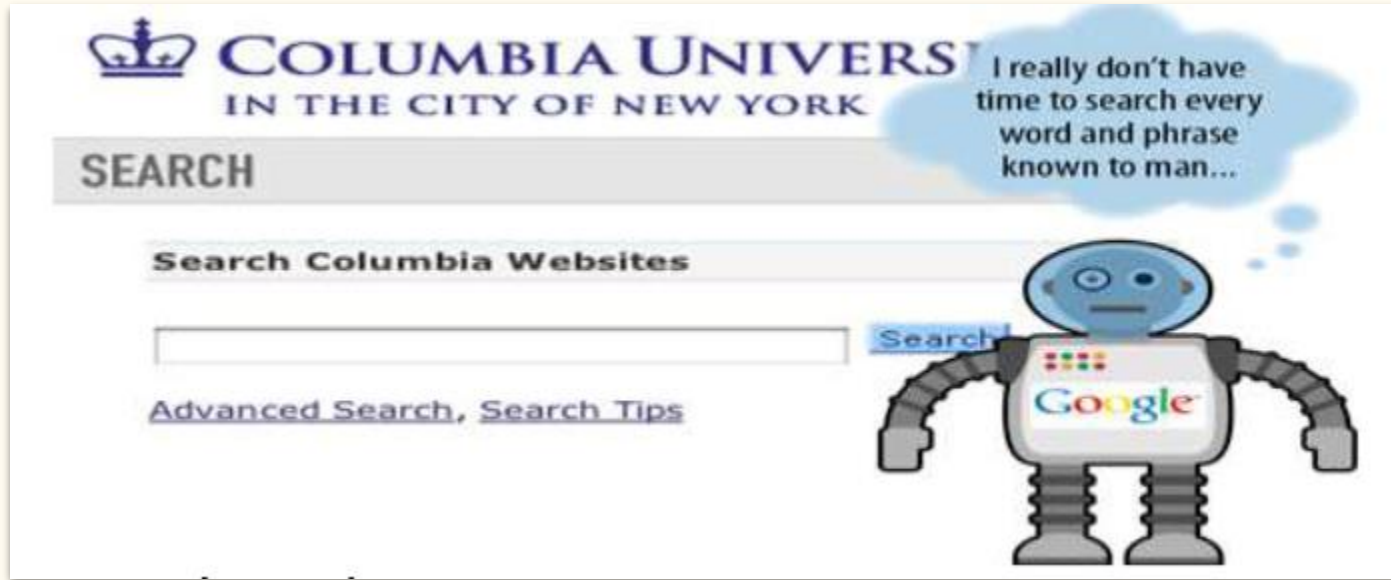 COLUMBIA UNIVERS
IN THE CITY OF NEW YORK
I really don't have
time to search every
word and phrase
known to man...
SEARCH
Search Columbia Websites
Search
Advanced Search, Search Tips
Google